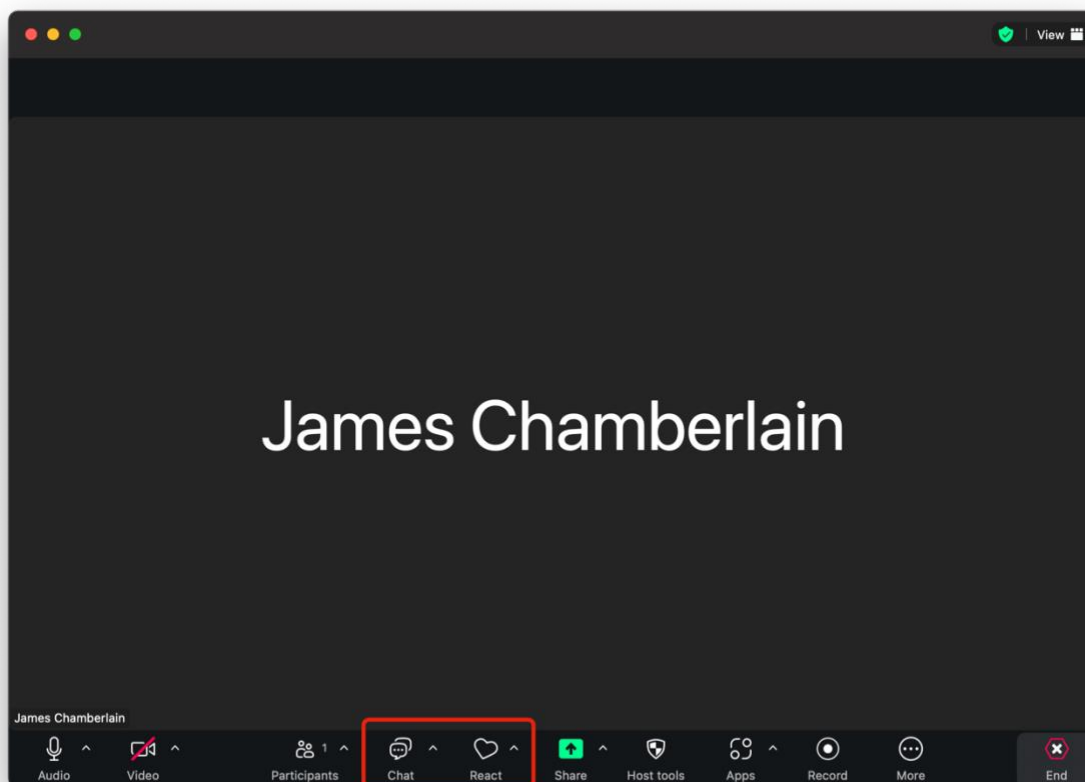 View
James Chamberlain
James Chamberlain
1
Audio Video Participants Chat React Share Host tools Apps Record More End